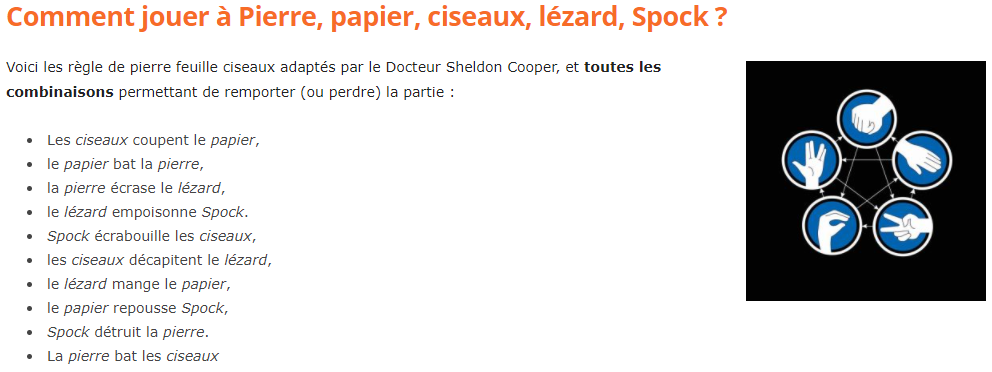 Comment jouer à Pierre, papier, ciseaux, lézard, Spock ?
Voici les règle de pierre feuille ciseaux adaptés par le Docteur Sheldon Cooper, et toutes les
combinaisons permettant de remporter (ou perdre) la partie :
Les ciseaux coupent le papier,
le papier bat la pierre,
la pierre écrase le lézard,
le lézard empoisonne Spock.
Spock écrabouille les ciseaux,
les ciseaux décapitent le lézard,
le lézard mange le papier,
le papier repousse Spock,
Spock détruit la pierre.
La pierre bat les ciseaux